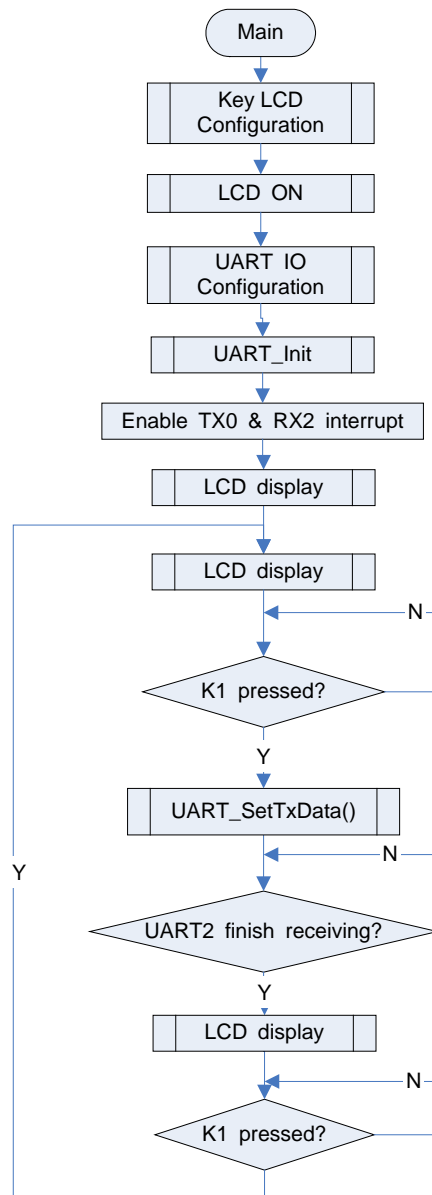 Main
Key LCD
Configuration
LCD ON
UART IO
Configuration
UART_Init
Enable TX0 & RX2 interrupt
LCD display
LCD display
N
K1 pressed?
Y
UART_SetTxData()
N
Y
UART2 finish receiving?
Y
LCD display
N
K1 pressed?